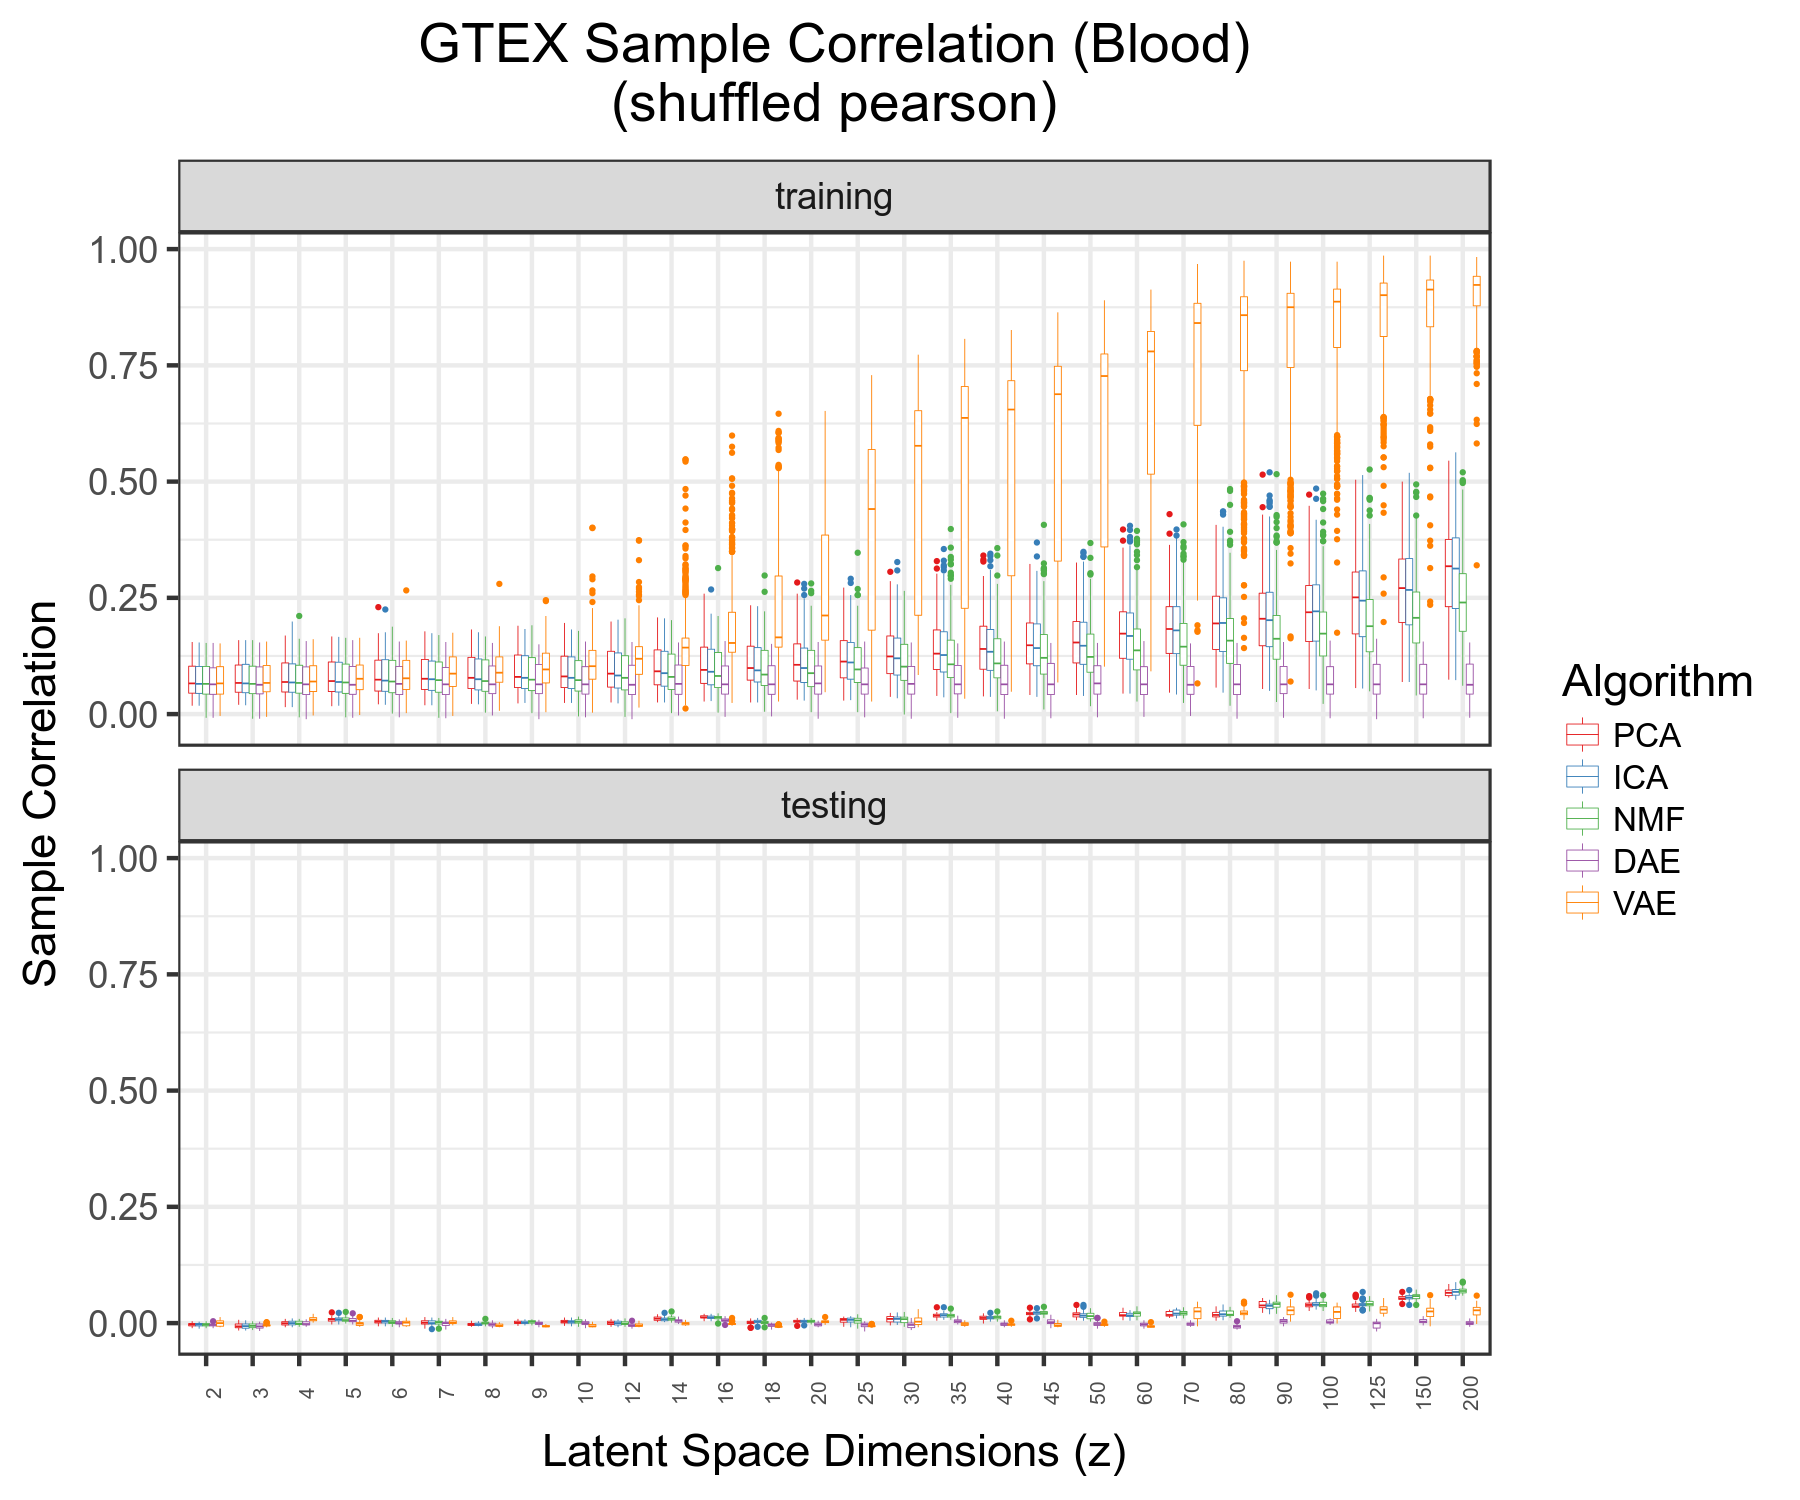 GTEX Sample Correlation (Blood)
(shuffled pearson)
training
1.00
0.75
0.50
0.25
0.00
testing
1.00
0.75
0.50
0.25
0.00
Sample Correlation
2 3 4 5 6 7 8 9 10 12 14 16 18 20 25 30 35 40 45 50 60 70 80 90 100 125 150 200
Latent Space Dimensions (z)
Algorithm
PCA
ICA
NMF
DAE
VAE